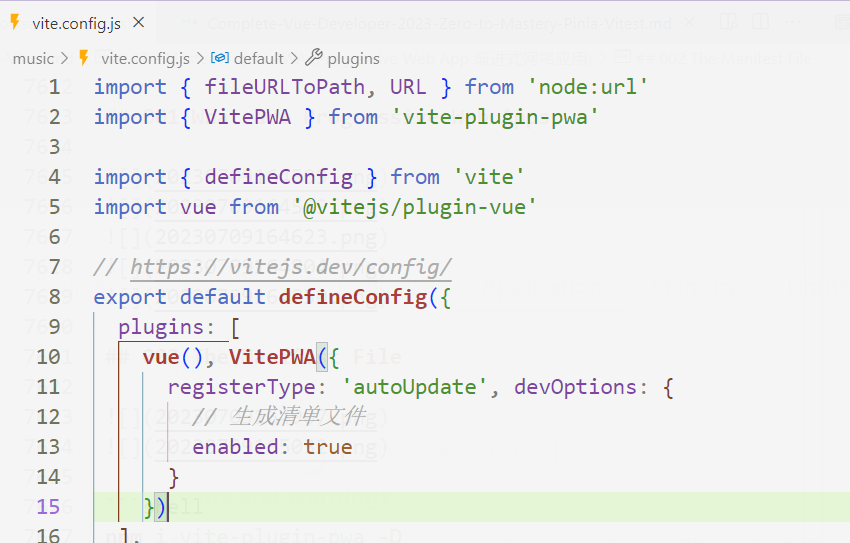 vite.config.js
music > vite.config.js > default > plugins
1 import { fileURLToPath, URL } from 'node:url'
2 import { VitePWA } from 'vite-plugin-pwa'
3
4 import { defineConfig } from 'vite'
5 import vue from '@vitejs/plugin-vue'
6
7 // https://vitejs.dev/config/
8 export default defineConfig({
9 plugins: [
10 vue(), VitePWA({
11 registerType: 'autoUpdate', devOptions: {
12 // 生成清单文件
13 enabled: true
14 }
15 })
16 ],